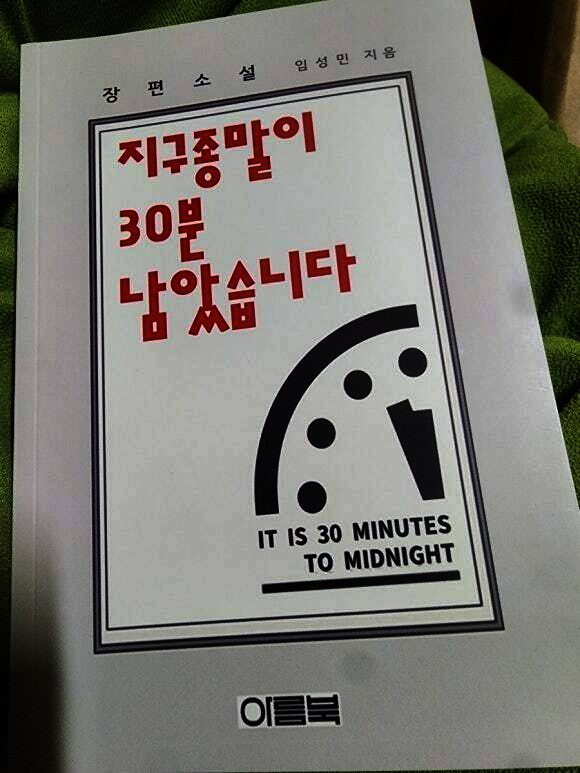 장편소설 임성민 지음
지구종말이
30분
남았습니다
IT IS 30 MINUTES
TO MIDNIGHT
아름북